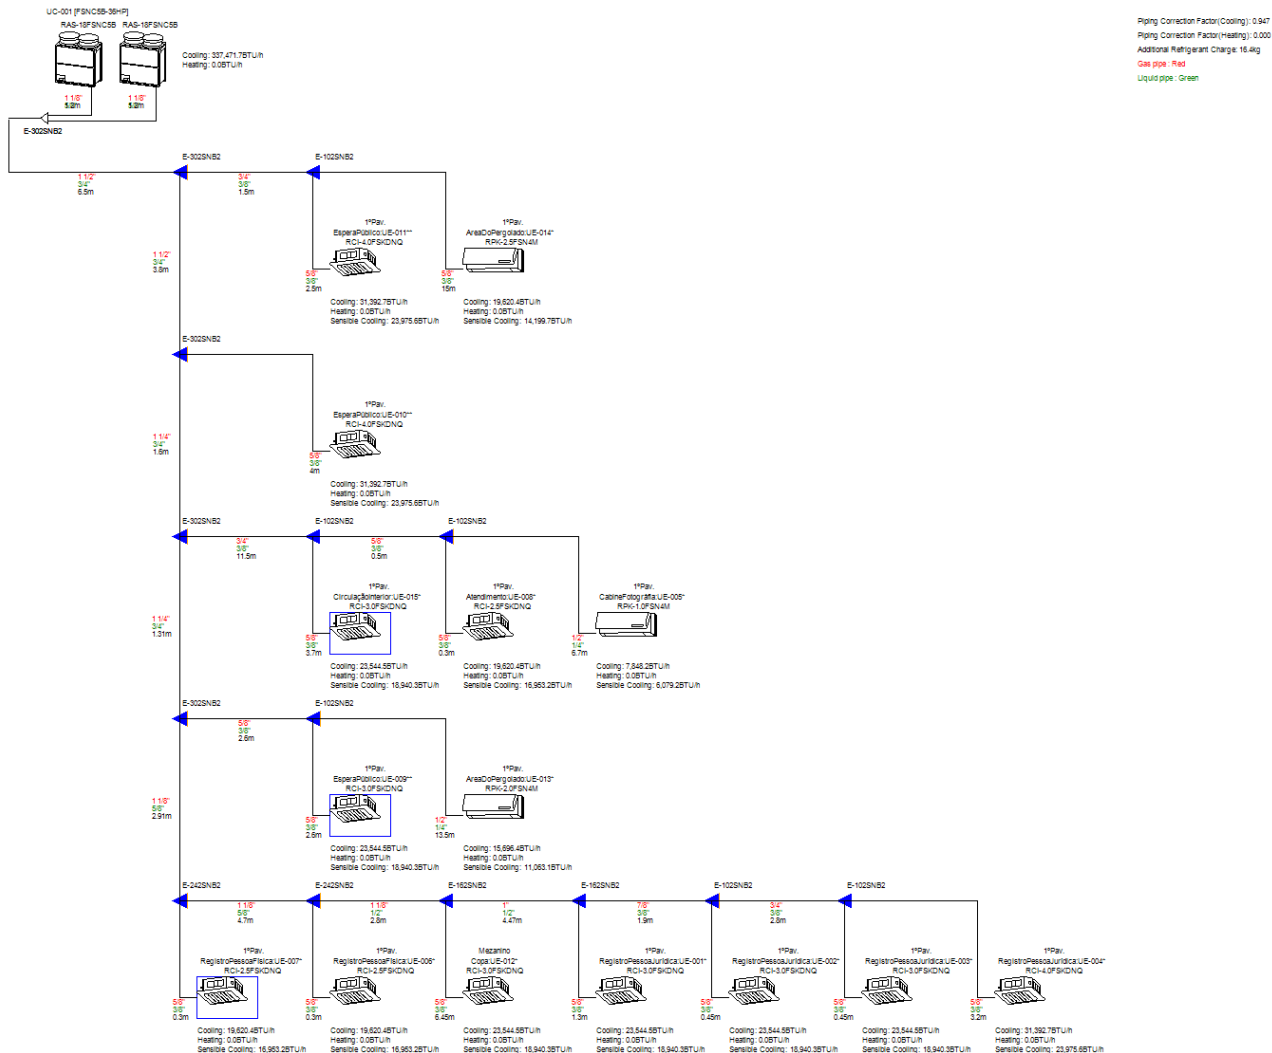 UC-001 [FSNC5B-36HP]
RAS-18FSNC5B RAS-18FSNC5B
Cooling: 337,471.7BTU/h
Heating: 0.0BTU/h
Piping Correction Factor(Cooling): 0.947
Piping Correction Factor(Heating): 0.000
Additional Refrigerant Charge: 16.4kg
Gas pipe : Red
Liquid pipe : Green
1 1/8" 1 1/8"
E-302SNB2
E-302SNB2 E-102SNB2
1 1/2" 3/4"
3/4" 3/8"
6.5m 1.5m
1ºPav. 1ºPav.
EsperaPúblico:UE-011** AreaDoPergolado:UE-014*
RCI-4.0FSKDNQ RPK-2.5FSN4M
1 1/2"
3/4"
3.8m
5/8" 5/8"
3/8" 3/8"
2.5m 15m
Cooling: 31,392.7BTU/h Cooling: 19,620.4BTU/h
Heating: 0.0BTU/h Heating: 0.0BTU/h
Sensible Cooling: 23,975.6BTU/h Sensible Cooling: 14,199.7BTU/h
E-302SNB2
1ºPav.
EsperaPúblico:UE-010**
RCI-4.0FSKDNQ
1 1/4"
3/4"
1.6m
5/8"
3/8"
4m
Cooling: 31,392.7BTU/h
Heating: 0.0BTU/h
Sensible Cooling: 23,975.6BTU/h
E-302SNB2 E-102SNB2 E-102SNB2
3/4" 5/8"
3/8" 3/8"
11.5m 0.5m
1ºPav. 1ºPav. 1ºPav.
CirculaçãoInterior:UE-015* Atendimento:UE-008* CabineFotográfia:UE-005*
RCI-3.0FSKDNQ RCI-2.5FSKDNQ RPK-1.0FSN4M
1 1/4"
3/4"
1.31m
5/8" 5/8" 1/2"
3/8" 3/8" 1/4"
3.7m 0.3m 6.7m
Cooling: 23,544.5BTU/h Cooling: 19,620.4BTU/h Cooling: 7,848.2BTU/h
Heating: 0.0BTU/h Heating: 0.0BTU/h Heating: 0.0BTU/h
Sensible Cooling: 18,940.3BTU/h Sensible Cooling: 16,953.2BTU/h Sensible Cooling: 6,079.2BTU/h
E-302SNB2 E-102SNB2
5/8"
3/8"
2.6m
1ºPav. 1ºPav.
EsperaPúblico:UE-009** AreaDoPergolado:UE-013*
RCI-3.0FSKDNQ RPK-2.0FSN4M
1 1/8"
5/8"
2.91m
5/8" 1/2"
3/8" 1/4"
2.6m 13.5m
Cooling: 23,544.5BTU/h Cooling: 15,696.4BTU/h
Heating: 0.0BTU/h Heating: 0.0BTU/h
Sensible Cooling: 18,940.3BTU/h Sensible Cooling: 11,063.1BTU/h
E-242SNB2 E-242SNB2 E-162SNB2 E-162SNB2 E-102SNB2 E-102SNB2
1 1/8" 1 1/8" 1" 7/8" 3/4"
5/8" 1/2" 1/2" 3/8" 3/8"
4.7m 2.8m 4.47m 1.9m 2.8m
1ºPav. 1ºPav. Mezanino 1ºPav. 1ºPav. 1ºPav. 1ºPav.
RegistroPessoaFísica:UE-007* RegistroPessoaFísica:UE-006* Copa:UE-012* RegistroPessoaJurídica:UE-001* RegistroPessoaJurídica:UE-002* RegistroPessoaJurídica:UE-003* RegistroPessoaJurídica:UE-004*
RCI-2.5FSKDNQ RCI-2.5FSKDNQ RCI-3.0FSKDNQ RCI-3.0FSKDNQ RCI-3.0FSKDNQ RCI-3.0FSKDNQ RCI-4.0FSKDNQ
5/8" 5/8" 5/8" 5/8" 5/8" 5/8" 5/8"
3/8" 3/8" 3/8" 3/8" 3/8" 3/8" 3/8"
0.3m 0.3m 6.45m 1.3m 0.45m 0.45m 3.2m
Cooling: 19,620.4BTU/h Cooling: 19,620.4BTU/h Cooling: 23,544.5BTU/h Cooling: 23,544.5BTU/h Cooling: 23,544.5BTU/h Cooling: 23,544.5BTU/h Cooling: 31,392.7BTU/h
Heating: 0.0BTU/h Heating: 0.0BTU/h Heating: 0.0BTU/h Heating: 0.0BTU/h Heating: 0.0BTU/h Heating: 0.0BTU/h Heating: 0.0BTU/h
Sensible Cooling: 16,953.2BTU/h Sensible Cooling: 16,953.2BTU/h Sensible Cooling: 18,940.3BTU/h Sensible Cooling: 18,940.3BTU/h Sensible Cooling: 18,940.3BTU/h Sensible Cooling: 18,940.3BTU/h Sensible Cooling: 23,975.6BTU/h